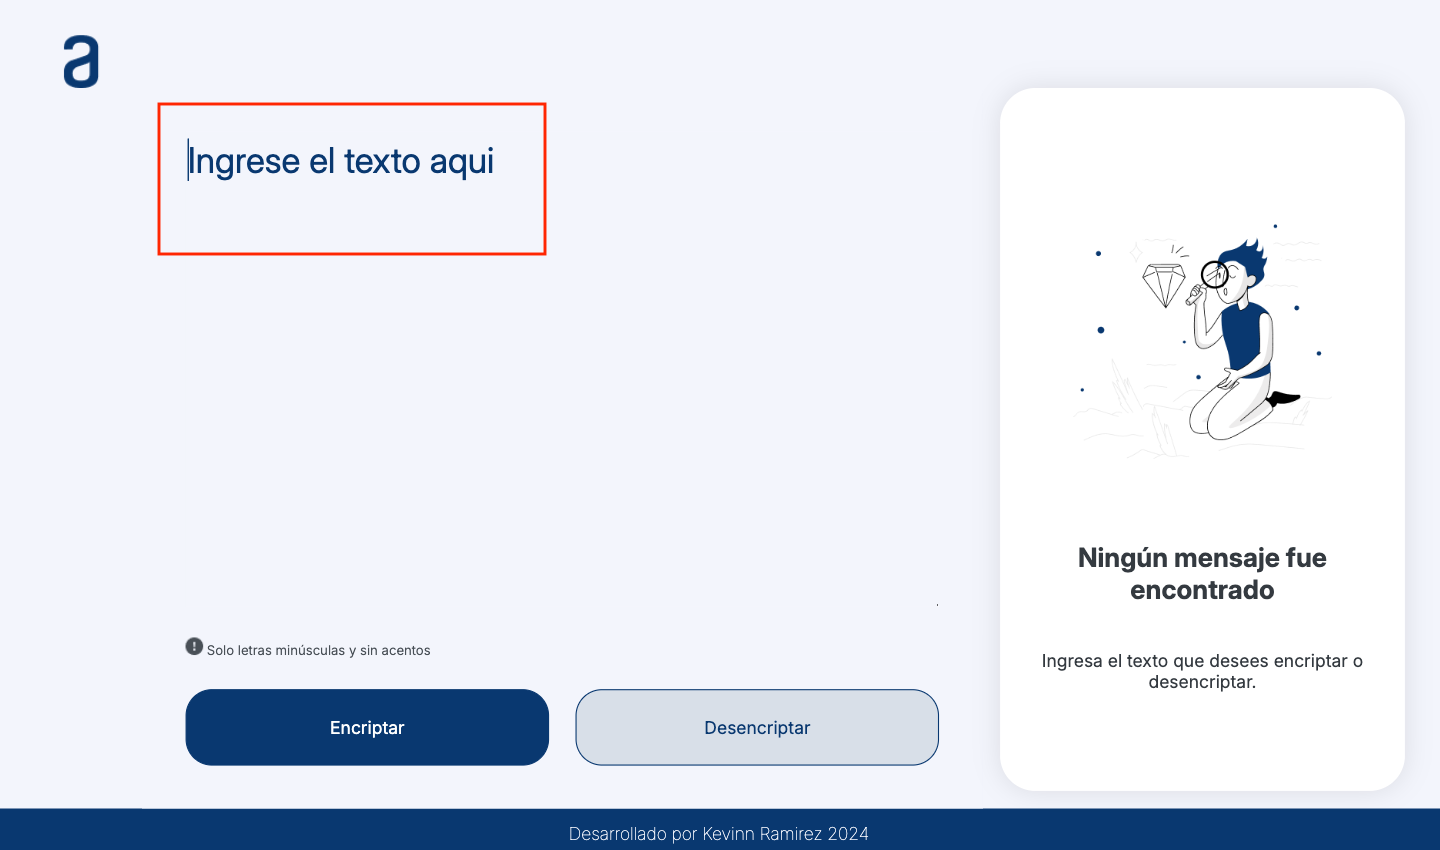 a
Ingrese el texto aqui
Solo letras minúsculas y sin acentos
Encriptar
Desencriptar
Ningún mensaje fue
encontrado
Ingresa el texto que desees encriptar o
desencriptar.
Desarrollado por Kevinn Ramirez 2024